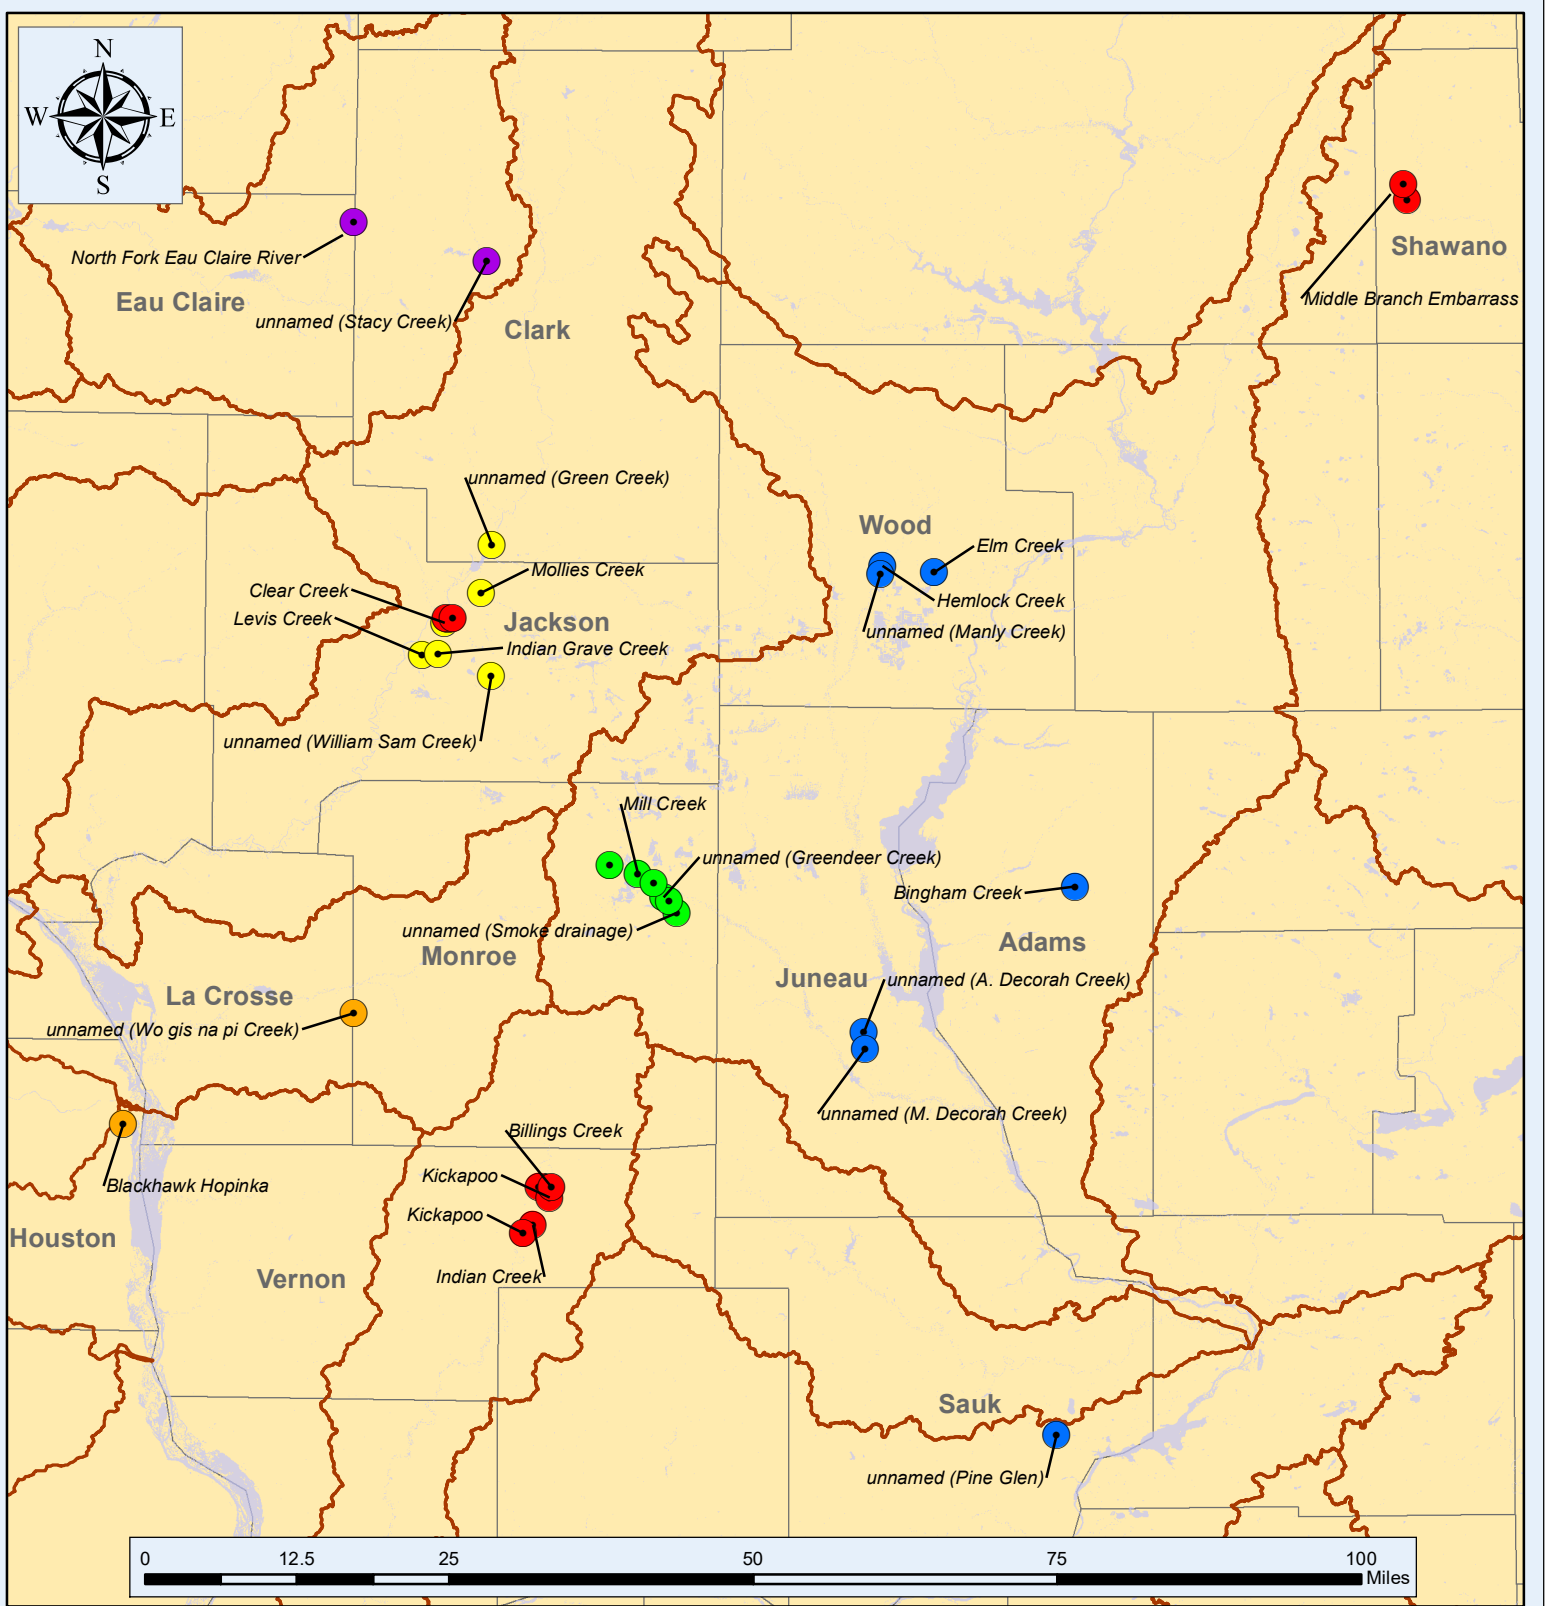 N
W
E
S
North Fork Eau Claire River
Eau Claire
unnamed (Stacy Creek)
Clark
Shawano
Middle Branch Embarrass
unnamed (Green Creek)
Wood
Elm Creek
Mollies Creek
Clear Creek
Hemlock Creek
Levis Creek
Jackson
unnamed (Manly Creek)
Indian Grave Creek
unnamed (William Sam Creek)
Mill Creek
unnamed (Greendeer Creek)
Bingham Creek
unnamed (Smoke drainage)
Adams
Monroe
Juneau
unnamed (A. Decorah Creek)
La Crosse
unnamed (Wo gis na pi Creek)
unnamed (M. Decorah Creek)
Billings Creek
Kickapoo
Blackhawk Hopinka
Kickapoo
Houston
Indian Creek
Vernon
Sauk
unnamed (Pine Glen)
0 12.5 25 50 75 100
Miles